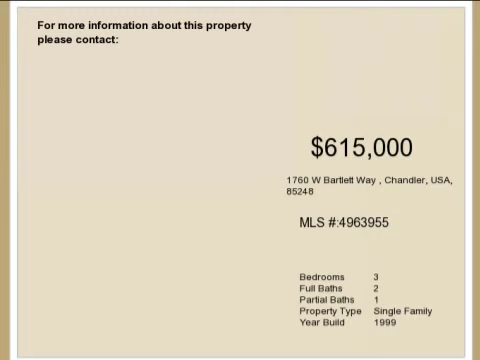 For more information about this property
please contact:
$615,000
1760 W Bartlett Way , Chandler, USA,
85248
MLS #:4963955
Bedrooms 3
Full Baths 2
Partial Baths 1
Property Type Single Family
Year Build 1999